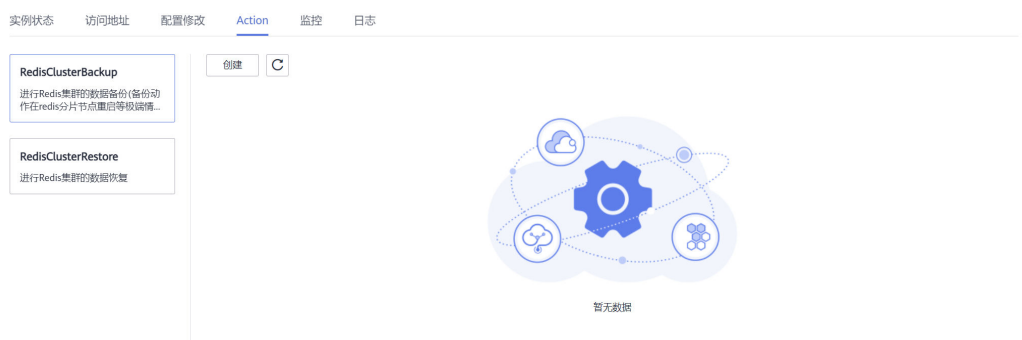 实例状态 访问地址 配置修改 Action 监控 日志
RedisClusterBackup
进行Redis集群的数据备份(备份动
作在redis分片节点重启等极端情...
RedisClusterRestore
进行Redis集群的数据恢复
创建
暂无数据